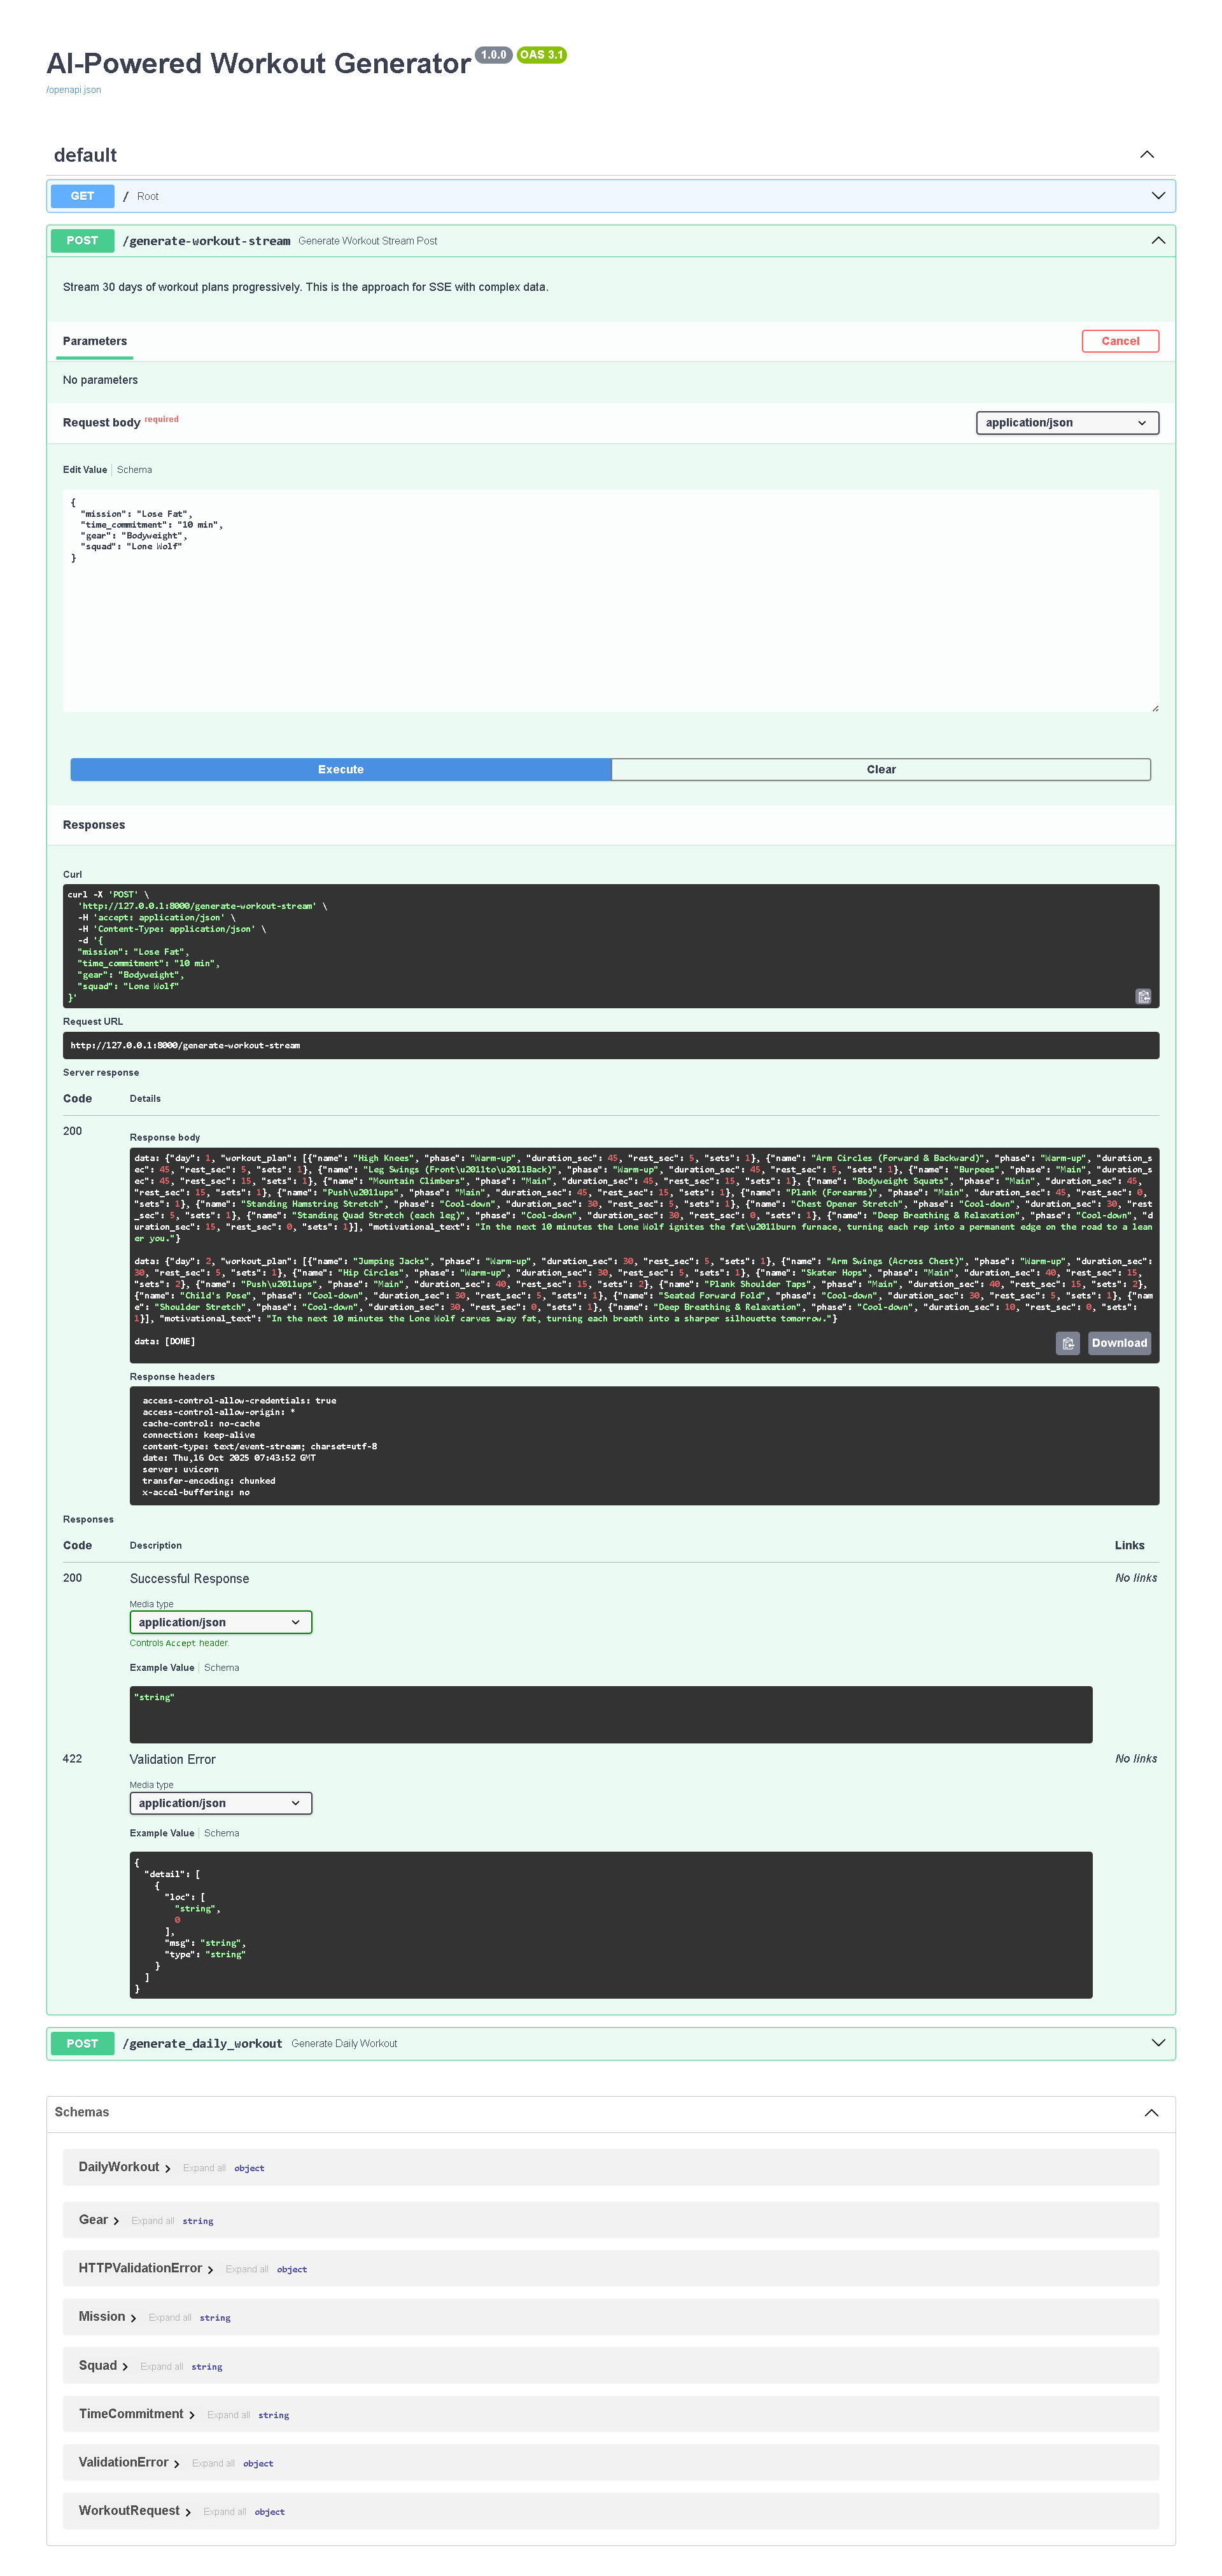 AI-Powered Workout Generator 1.0.0 OAS 3.1
/openapi.json
default
GET / Root
POST /generate-workout-stream Generate Workout Stream Post
Stream 30 days of workout plans progressively. This is the approach for SSE with complex data.
Parameters Cancel
No parameters
Request body required application/json
Edit Value Schema
{
"mission": "Lose Fat",
"time_commitment": "10 min",
"gear": "Bodyweight",
"squad": "Lone Wolf"
}
Execute Clear
Responses
Curl
curl -X 'POST' \
'http://127.0.0.1:8000/generate-workout-stream' \
-H 'accept: application/json' \
-H 'Content-Type: application/json' \
-d '{
"mission": "Lose Fat",
"time_commitment": "10 min",
"gear": "Bodyweight",
"squad": "Lone Wolf"
}'
Request URL
http://127.0.0.1:8000/generate-workout-stream
Server response
Code Details
200
Response body
data: {"day": 1, "workout_plan": [{"name": "High Knees", "phase": "Warm-up", "duration_sec": 45, "rest_sec": 5, "sets": 1}, {"name": "Arm Circles (Forward & Backward)", "phase": "Warm-up", "duration_s
ec": 45, "rest_sec": 5, "sets": 1}, {"name": "Leg Swings (Front\u2011to\u2011Back)", "phase": "Warm-up", "duration_sec": 45, "rest_sec": 5, "sets": 1}, {"name": "Burpees", "phase": "Main", "duration_s
ec": 45, "rest_sec": 15, "sets": 1}, {"name": "Mountain Climbers", "phase": "Main", "duration_sec": 45, "rest_sec": 15, "sets": 1}, {"name": "Bodyweight Squats", "phase": "Main", "duration_sec": 45,
"rest_sec": 15, "sets": 1}, {"name": "Push\u2011ups", "phase": "Main", "duration_sec": 45, "rest_sec": 15, "sets": 1}, {"name": "Plank (Forearms)", "phase": "Main", "duration_sec": 45, "rest_sec": 0,
"sets": 1}, {"name": "Standing Hamstring Stretch", "phase": "Cool-down", "duration_sec": 30, "rest_sec": 5, "sets": 1}, {"name": "Chest Opener Stretch", "phase": "Cool-down", "duration_sec": 30, "rest
_sec": 5, "sets": 1}, {"name": "Standing Quad Stretch (each leg)", "phase": "Cool-down", "duration_sec": 30, "rest_sec": 0, "sets": 1}, {"name": "Deep Breathing & Relaxation", "phase": "Cool-down", "d
uration_sec": 15, "rest_sec": 0, "sets": 1}], "motivational_text": "In the next 10 minutes the Lone Wolf ignites the fat\u2011burn furnace, turning each rep into a permanent edge on the road to a lean
er you."}
data: {"day": 2, "workout_plan": [{"name": "Jumping Jacks", "phase": "Warm-up", "duration_sec": 30, "rest_sec": 5, "sets": 1}, {"name": "Arm Swings (Across Chest)", "phase": "Warm-up", "duration_sec":
30, "rest_sec": 5, "sets": 1}, {"name": "Hip Circles", "phase": "Warm-up", "duration_sec": 30, "rest_sec": 5, "sets": 1}, {"name": "Skater Hops", "phase": "Main", "duration_sec": 40, "rest_sec": 15,
"sets": 2}, {"name": "Push\u2011ups", "phase": "Main", "duration_sec": 40, "rest_sec": 15, "sets": 2}, {"name": "Plank Shoulder Taps", "phase": "Main", "duration_sec": 40, "rest_sec": 15, "sets": 2},
{"name": "Child's Pose", "phase": "Cool-down", "duration_sec": 30, "rest_sec": 5, "sets": 1}, {"name": "Seated Forward Fold", "phase": "Cool-down", "duration_sec": 30, "rest_sec": 5, "sets": 1}, {"nam
e": "Shoulder Stretch", "phase": "Cool-down", "duration_sec": 30, "rest_sec": 0, "sets": 1}, {"name": "Deep Breathing & Relaxation", "phase": "Cool-down", "duration_sec": 10, "rest_sec": 0, "sets":
1}], "motivational_text": "In the next 10 minutes the Lone Wolf carves away fat, turning each breath into a sharper silhouette tomorrow."}
data: [DONE]
Download
Response headers
access-control-allow-credentials: true
access-control-allow-origin: *
cache-control: no-cache
connection: keep-alive
content-type: text/event-stream; charset=utf-8
date: Thu,16 Oct 2025 07:43:52 GMT
server: uvicorn
transfer-encoding: chunked
x-accel-buffering: no
Responses
Code Description Links
200 Successful Response No links
Media type
application/json
Controls Accept header.
Example Value Schema
"string"
422 Validation Error No links
Media type
application/json
Example Value Schema
{
"detail": [
{
"loc": [
"string",
0
],
"msg": "string",
"type": "string"
}
]
}
POST /generate_daily_workout Generate Daily Workout
Schemas
DailyWorkout Expand all object
Gear Expand all string
HTTPValidationError Expand all object
Mission Expand all string
Squad Expand all string
TimeCommitment Expand all string
ValidationError Expand all object
WorkoutRequest Expand all object